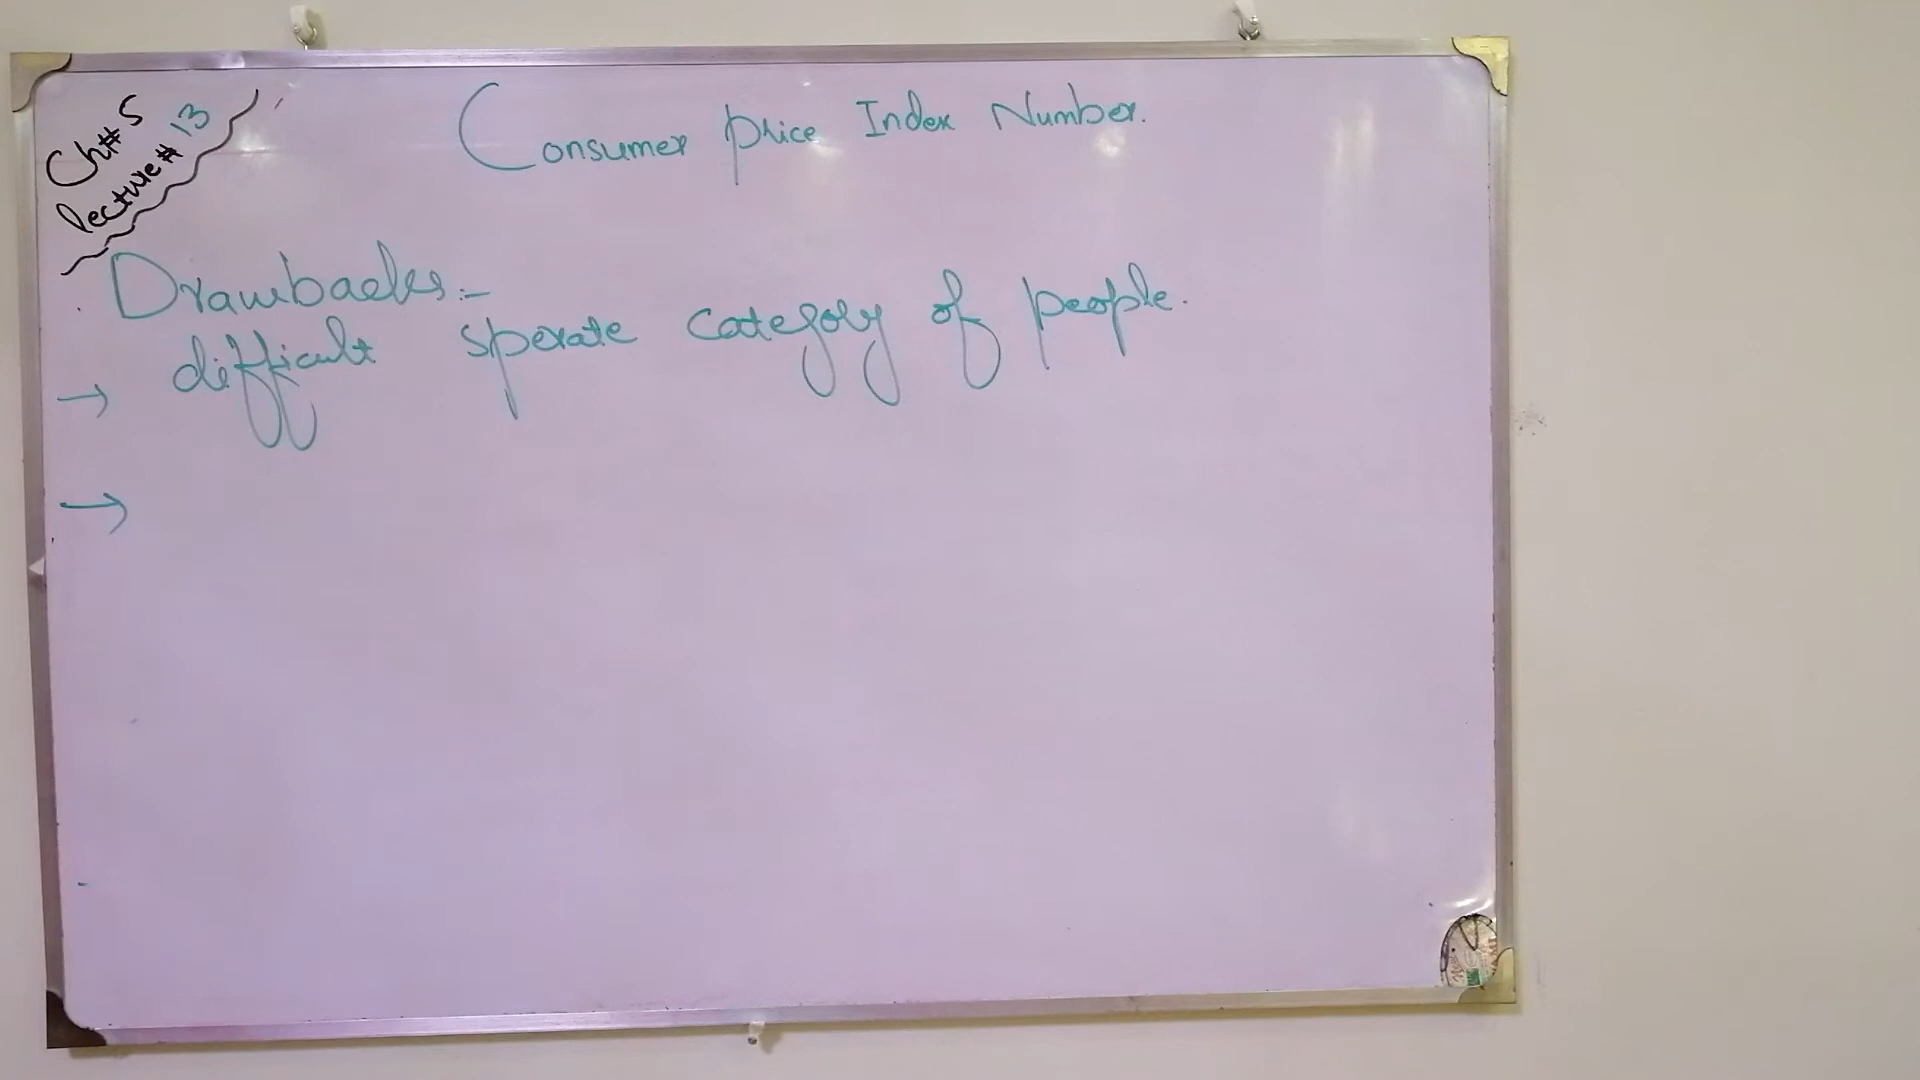 Ch# 5
lecture# 13
Consumer price Index Number.
Drawbacks:-
→ difficult sperate category of people.
→